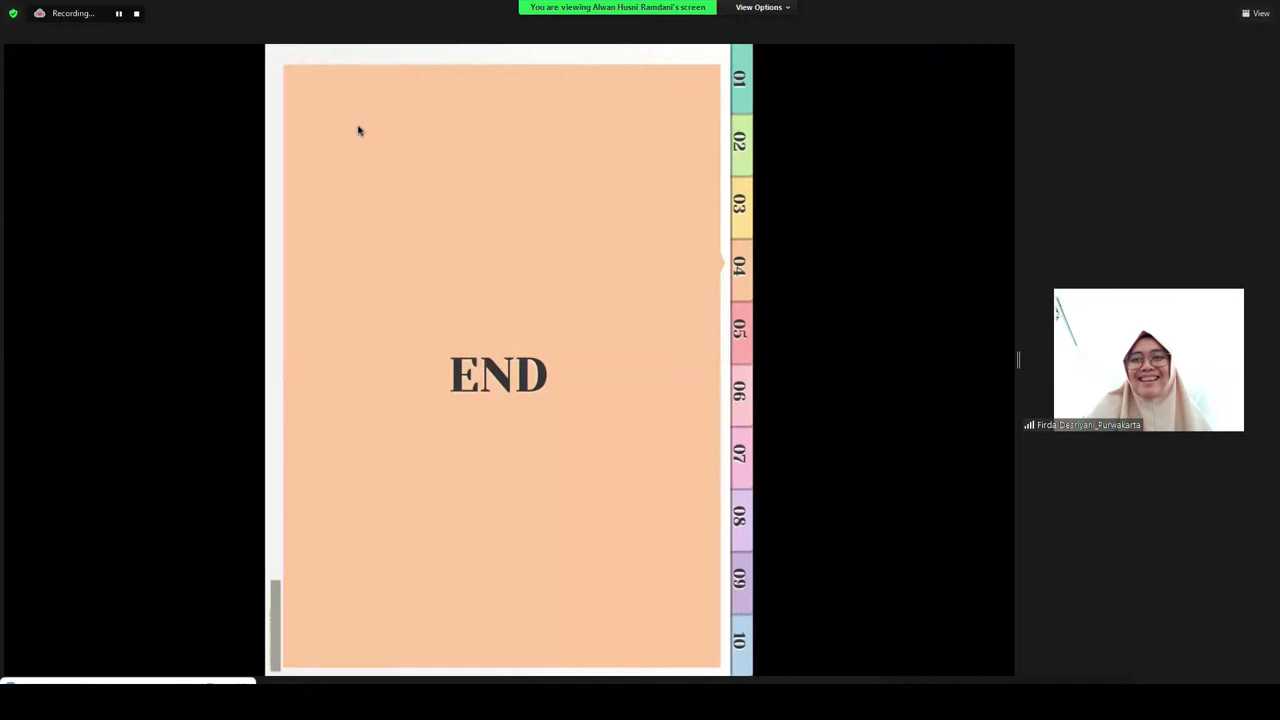 Recording...
You are viewing Alwan Husni Ramdani's screen
View Options
View
01
02
03
04
05
06
07
08
09
10
END
Firda Desriyani_Purwakarta